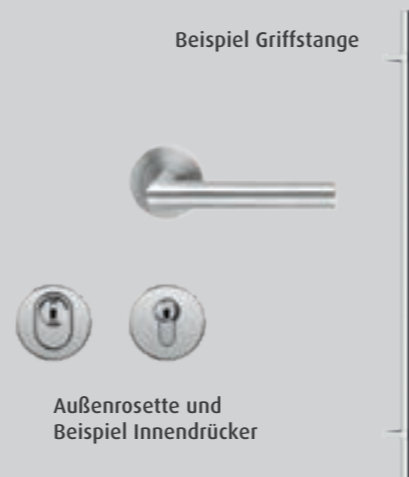 Beispiel Griffstange
Außenrosette und
Beispiel Innendrücker